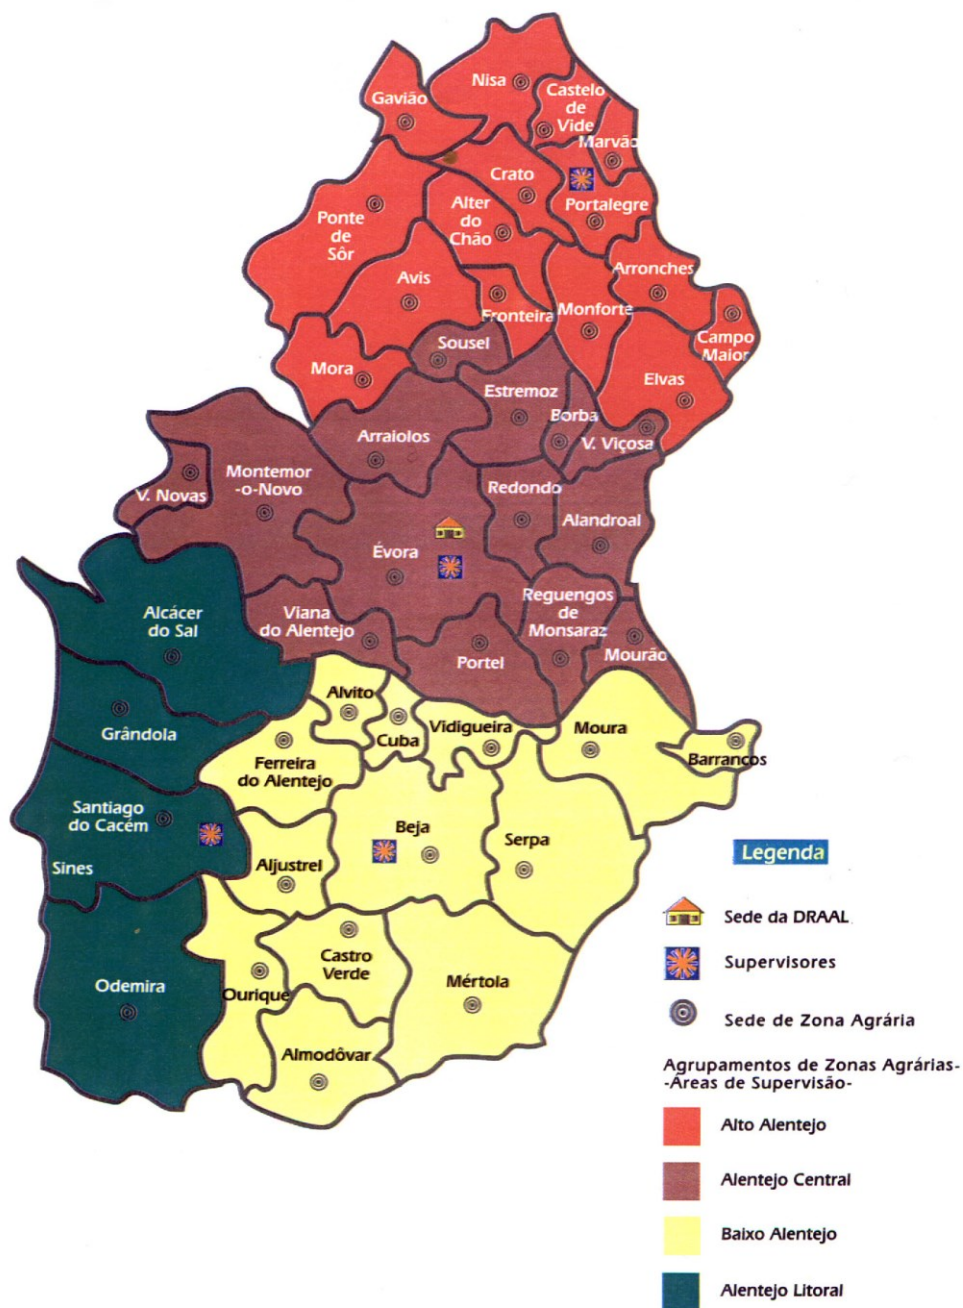 Nisa
Gavião
Castelo
de
Vide
Marvão
Crato
Portalegre
Alter
do
Chão
Ponte
de
Sôr
Avis
Arronches
Fronteira
Monforte
Campo
Maior
Sousel
Mora
Elvas
Estremoz
Borba
V. Viçosa
Arraiolos
Montemor
-o-Novo
V. Novas
Redondo
Alandroal
Évora
Reguengos
de
Monsaraz
Viana
do Alentejo
Portel
Mourão
Alcácer
do Sal
Grândola
Alvito
Cuba
Vidigueira
Moura
Barrancos
Ferreira
do Alentejo
Santiago
do Cacém
Sines
Beja
Serpa
Aljustrel
Odemira
Ourique
Castro
Verde
Mértola
Almodôvar
Legenda
Sede da DRAAL
Supervisores
Sede de Zona Agrária
Agrupamentos de Zonas Agrárias-
-Áreas de Supervisão-
Alto Alentejo
Alentejo Central
Baixo Alentejo
Alentejo Litoral